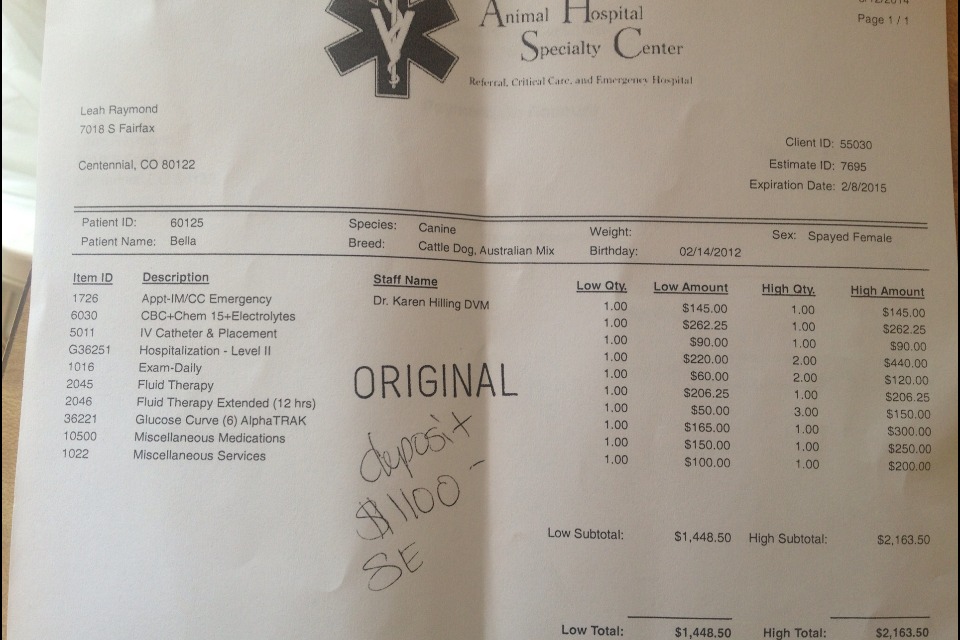 Animal Hospital
Page 1 / 1
Specialty Center
Referral, Critical Care, and Emergency Hospital
Leah Raymond
7018 S Fairfax
Centennial, CO 80122
Client ID: 55030
Estimate ID: 7695
Expiration Date: 2/8/2015
Patient ID: 60125 Species: Canine Weight: Sex: Spayed Female
Patient Name: Bella Breed: Cattle Dog, Australian Mix Birthday: 02/14/2012
Item ID Description Staff Name Low Qty. Low Amount High Qty. High Amount
1726 Appt-IM/CC Emergency Dr. Karen Hilling DVM 1.00 $145.00 1.00 $145.00
6030 CBC+Chem 15+Electrolytes 1.00 $262.25 1.00 $262.25
5011 IV Catheter & Placement 1.00 $90.00 1.00 $90.00
G36251 Hospitalization - Level II 1.00 $220.00 2.00 $440.00
1016 Exam-Daily 1.00 $60.00 2.00 $120.00
2045 Fluid Therapy 1.00 $206.25 1.00 $206.25
2046 Fluid Therapy Extended (12 hrs) 1.00 $50.00 3.00 $150.00
36221 Glucose Curve (6) AlphaTRAK 1.00 $165.00 1.00 $300.00
10500 Miscellaneous Medications 1.00 $150.00 1.00 $250.00
1022 Miscellaneous Services 1.00 $100.00 1.00 $200.00
ORIGINAL
deposit
$1100 -
SE
Low Subtotal: $1,448.50 High Subtotal: $2,163.50
Low Total: $1,448.50 High Total: $2,163.50